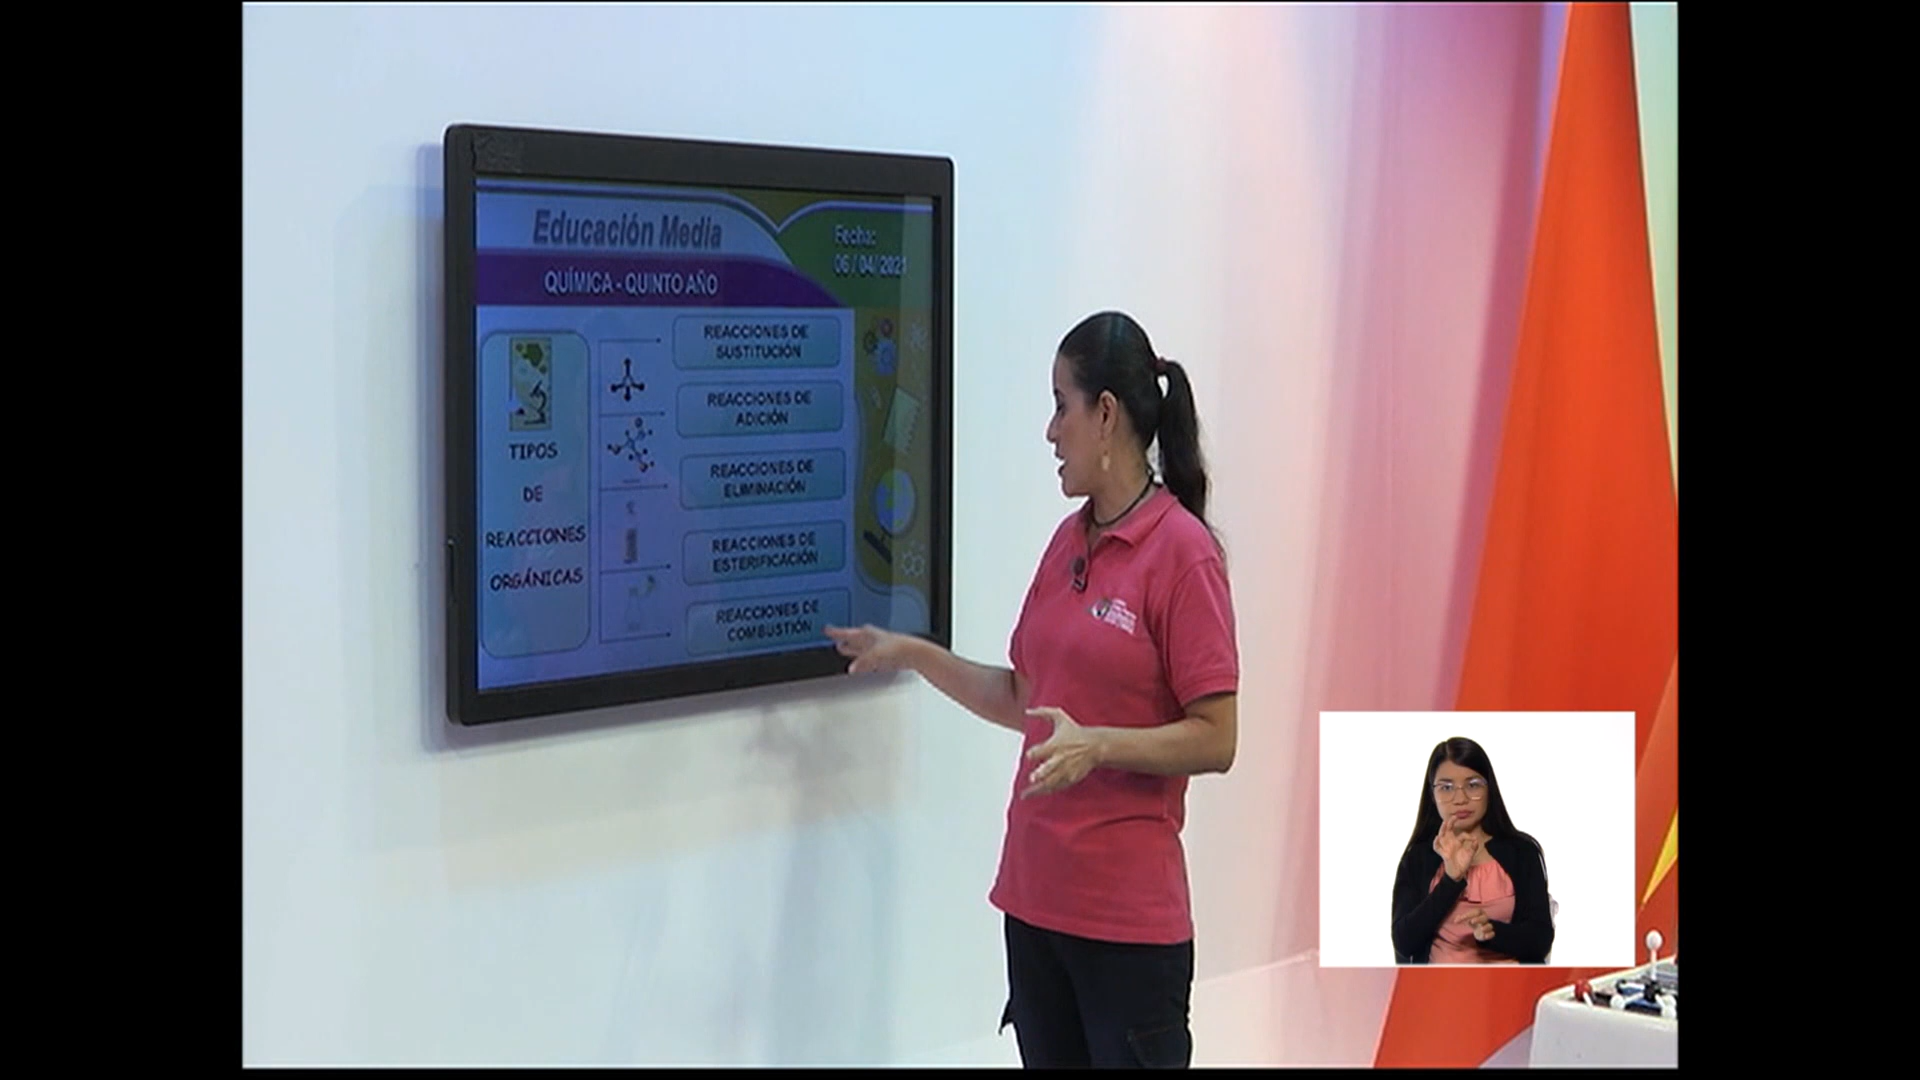 Educación Media
Fecha:
06 / 04/ 2021
QUÍMICA - QUINTO AÑO
TIPOS
DE
REACCIONES
ORGÁNICAS
REACCIONES DE
SUSTITUCIÓN
REACCIONES DE
ADICIÓN
REACCIONES DE
ELIMINACIÓN
REACCIONES DE
ESTERIFICACIÓN
REACCIONES DE
COMBUSTIÓN